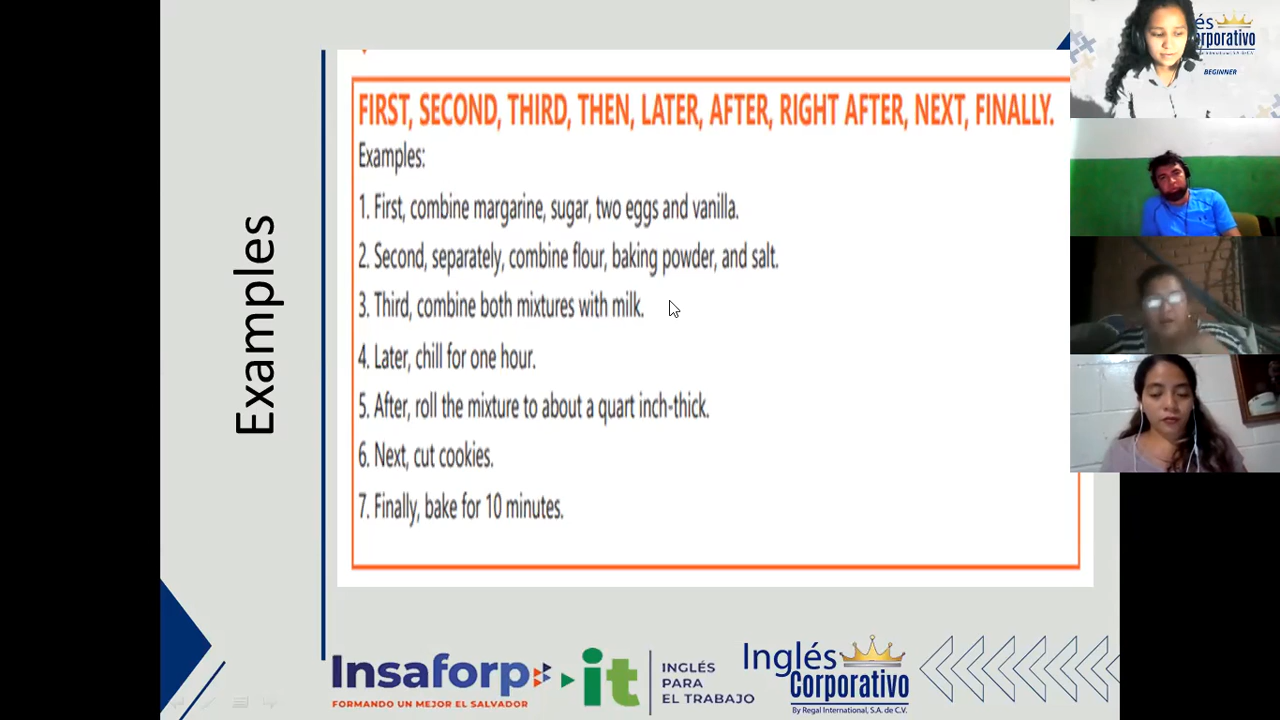 FIRST, SECOND, THIRD, THEN, LATER, AFTER, RIGHT AFTER, NEXT, FINALLY.
Examples:
1. First, combine margarine, sugar, two eggs and vanilla.
2. Second, separately, combine flour, baking powder, and salt.
3. Third, combine both mixtures with milk.
4. Later, chill for one hour.
5. After, roll the mixture to about a quart inch-thick.
6. Next, cut cookies.
7. Finally, bake for 10 minutes.
Examples
Insaforp
FORMANDO UN MEJOR EL SALVADOR
it
INGLÉS
PARA
EL TRABAJO
Inglés
Corporativo
By Regal International, S.A. de C.V.
BEGINNER